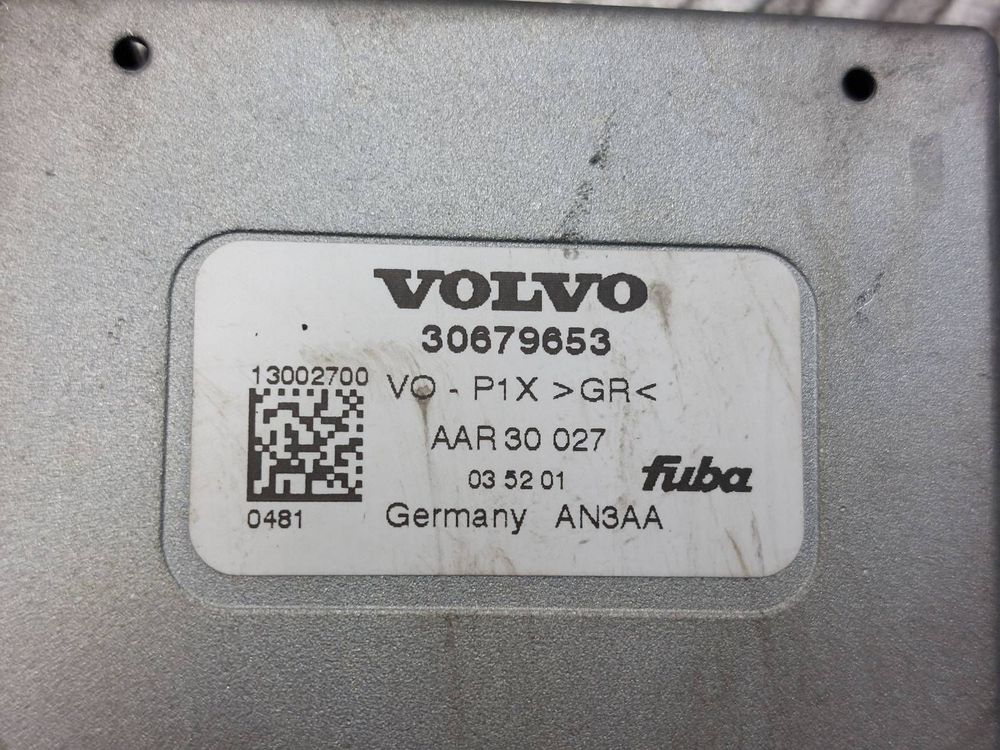 VOLVO
30679653
13002700
VO - P1X >GR<
AAR 30 027
03 52 01
fuba
0481
Germany AN3AA